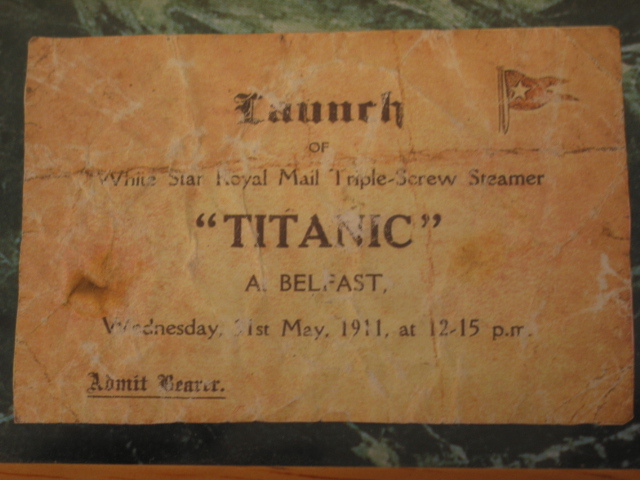 Launch
OF
White Star Royal Mail Triple-Screw Steamer
"TITANIC"
At BELFAST,
Wednesday, 31st May, 1911, at 12-15 p.m.
Admit Bearer.